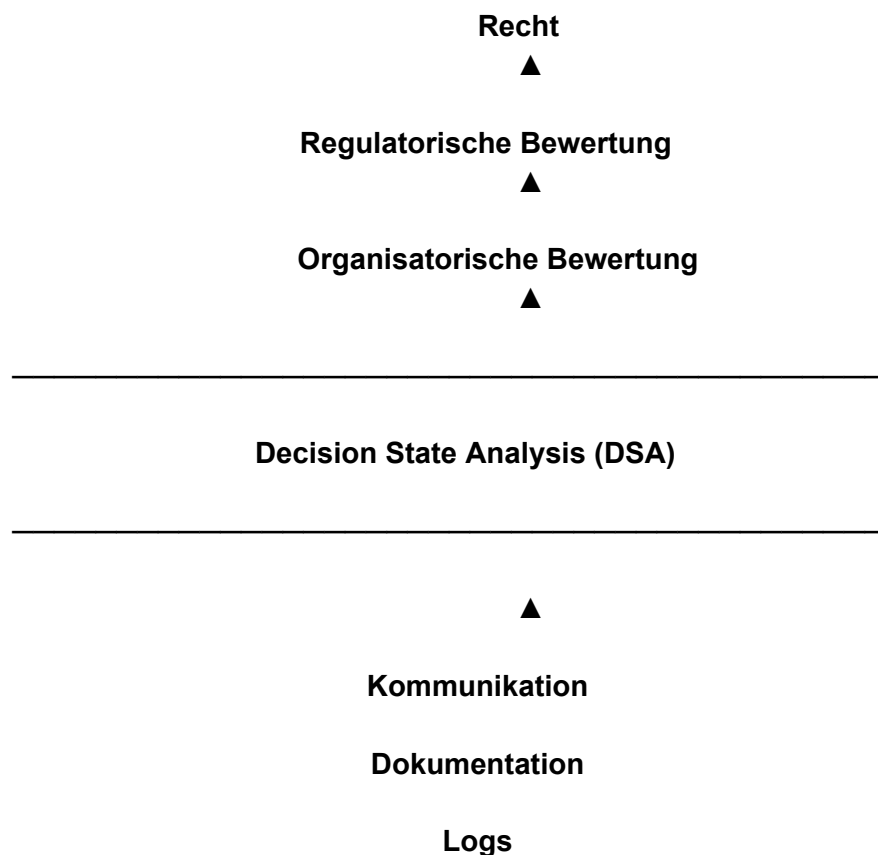 Recht
▲
Regulatorische Bewertung
▲
Organisatorische Bewertung
▲
Decision State Analysis (DSA)
▲
Kommunikation
Dokumentation
Logs